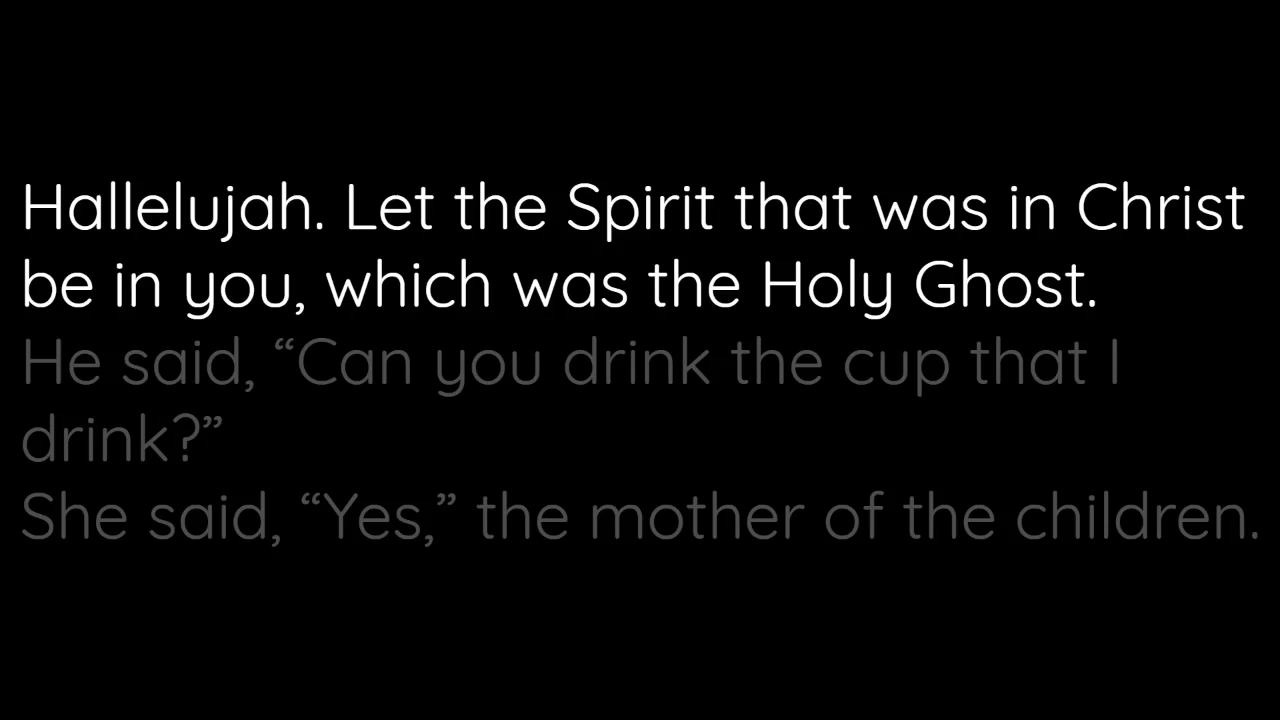 Hallelujah. Let the Spirit that was in Christ
be in you, which was the Holy Ghost.
He said, “Can you drink the cup that I
drink?”
She said, “Yes,” the mother of the children.